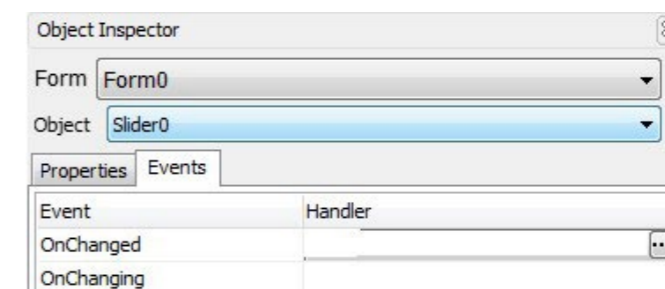 Object Inspector
Form Form0
Object Slider0
Properties Events
Event Handler
OnChanged ...
OnChanging